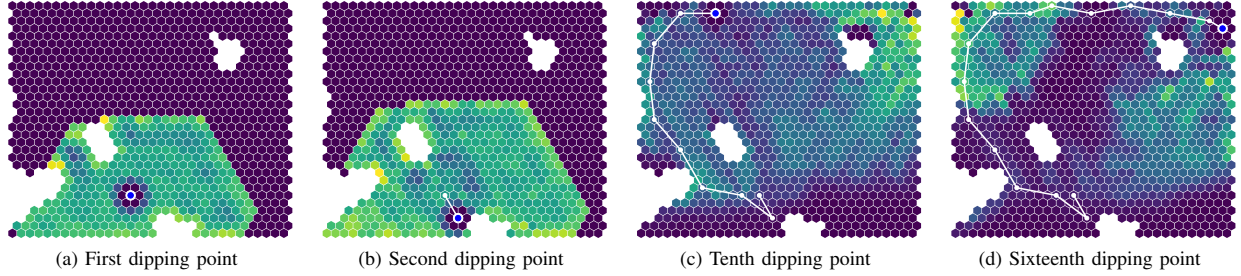 (a) First dipping point
(b) Second dipping point
(c) Tenth dipping point
(d) Sixteenth dipping point